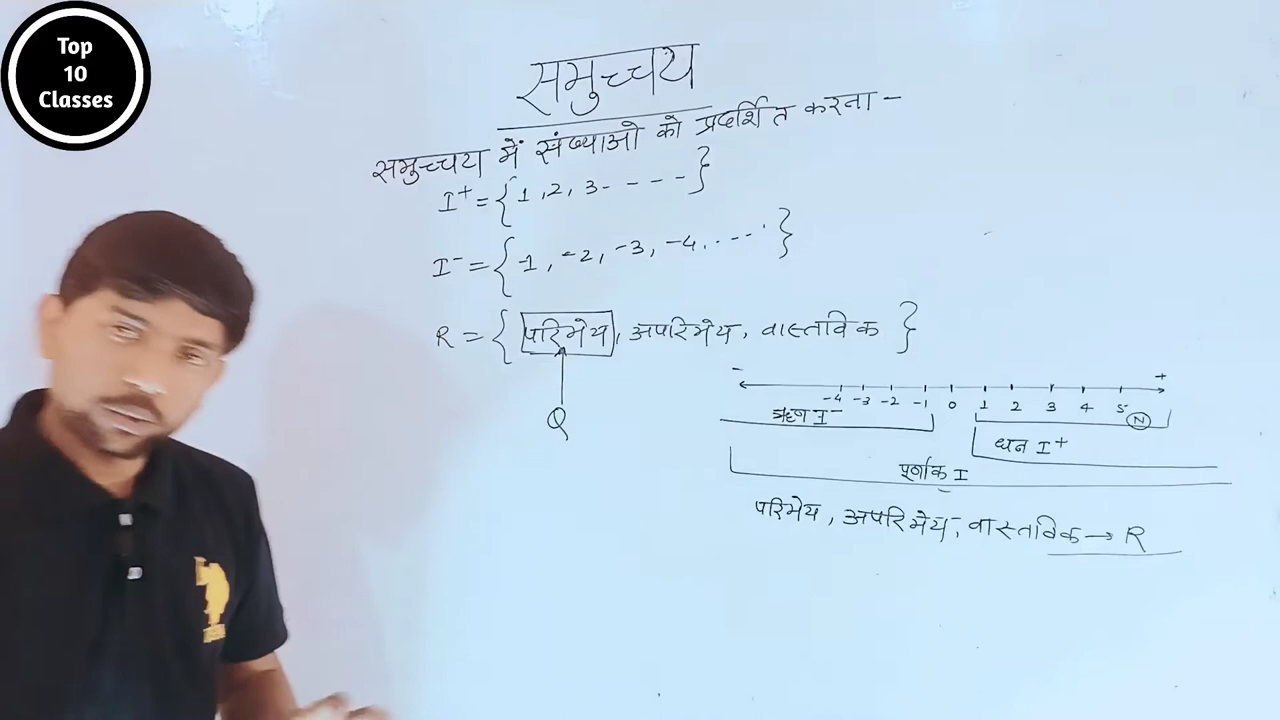 Top
10
Classes
समुच्चय
समुच्चय में संख्याओ को प्रदर्शित करना -
I+ = { 1, 2, 3 - - - - - }
I- = { -1, -2, -3, -4, ..... }
R = { परिमेय, अपरिमेय, वास्तविक }
Q
- +
-4 -3 -2 -1 0 1 2 3 4 5 N
ऋण I-
धन I+
पूर्णाक I
परिमेय, अपरिमेय, वास्तविक → R